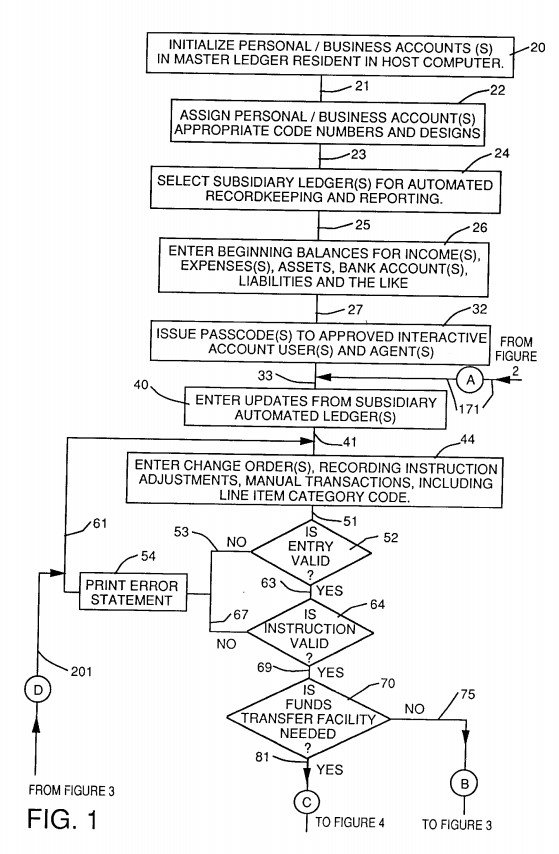 INITIALIZE PERSONAL / BUSINESS ACCOUNTS (S)
IN MASTER LEDGER RESIDENT IN HOST COMPUTER.
20
21
22
ASSIGN PERSONAL / BUSINESS ACCOUNT(S)
APPROPRIATE CODE NUMBERS AND DESIGNS
23
24
SELECT SUBSIDIARY LEDGER(S) FOR AUTOMATED
RECORDKEEPING AND REPORTING.
25
26
ENTER BEGINNING BALANCES FOR INCOME(S),
EXPENSES(S), ASSETS, BANK ACCOUNT(S),
LIABILITIES AND THE LIKE
27
32
ISSUE PASSCODE(S) TO APPROVED INTERACTIVE
ACCOUNT USER(S) AND AGENT(S)
FROM
FIGURE
2
A
171
33
40
ENTER UPDATES FROM SUBSIDIARY
AUTOMATED LEDGER(S)
41
44
ENTER CHANGE ORDER(S), RECORDING INSTRUCTION
ADJUSTMENTS, MANUAL TRANSACTIONS, INCLUDING
LINE ITEM CATEGORY CODE.
51
61
53
NO
IS
ENTRY
VALID
?
52
54
PRINT ERROR
STATEMENT
63
YES
67
NO
IS
INSTRUCTION
VALID
?
64
69
YES
201
D
IS
FUNDS
TRANSFER FACILITY
NEEDED
?
70
NO
75
81
YES
B
C
FROM FIGURE 3
TO FIGURE 4
TO FIGURE 3
FIG. 1